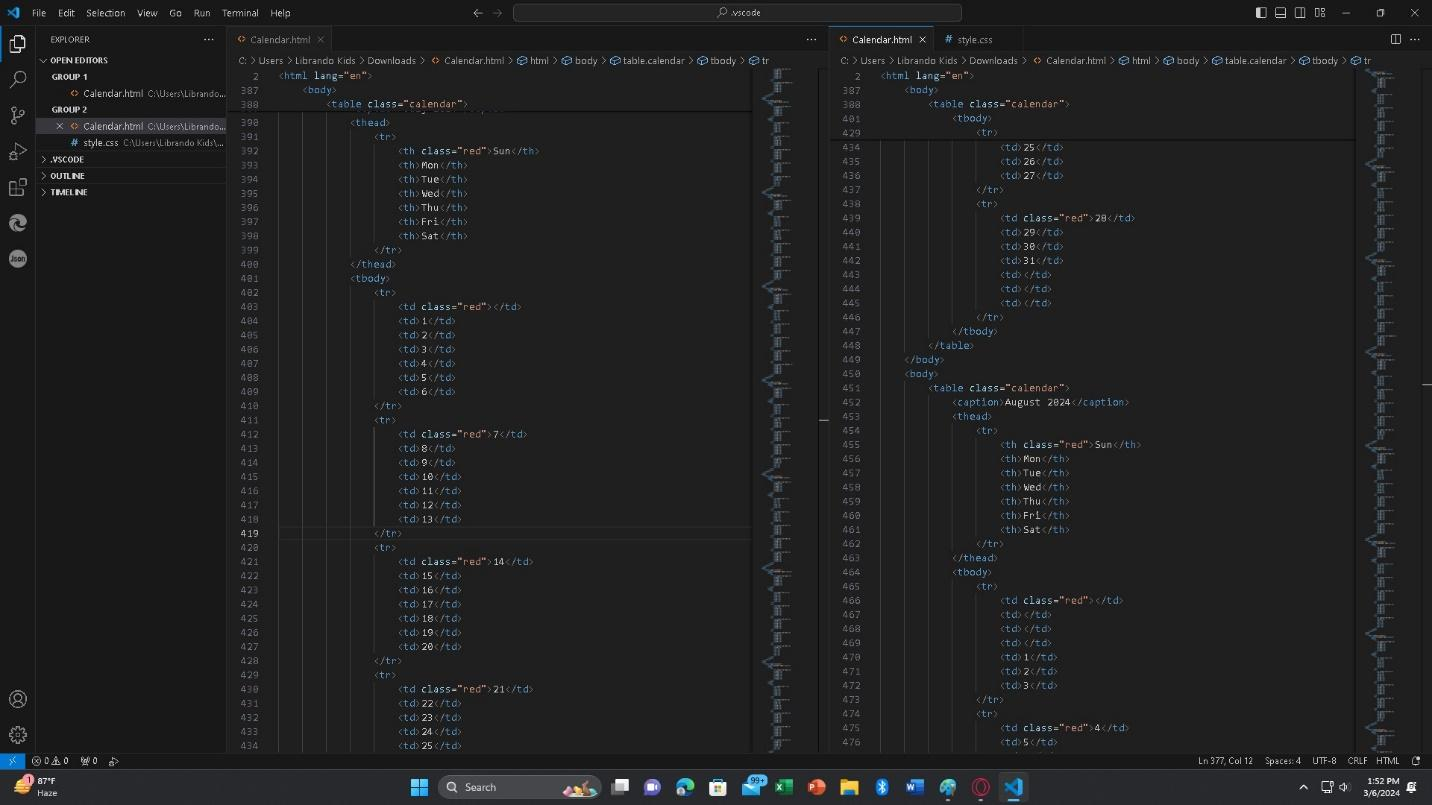 File Edit Selection View Go Run Terminal Help
.vscode
EXPLORER
OPEN EDITORS
GROUP 1
Calendar.html C:\Users\Librando...
GROUP 2
Calendar.html C:\Users\Librando...
style.css C:\Users\Librando Kids\...
.VSCODE
OUTLINE
TIMELINE
Json
Calendar.html
C: > Users > Librando Kids > Downloads > Calendar.html > html > body > table.calendar > tbody > tr
2 <html lang="en">
387 <body>
388 <table class="calendar">
390 <thead>
391 <tr>
392 <th class="red">Sun</th>
393 <th>Mon</th>
394 <th>Tue</th>
395 <th>Wed</th>
396 <th>Thu</th>
397 <th>Fri</th>
398 <th>Sat</th>
399 </tr>
400 </thead>
401 <tbody>
402 <tr>
403 <td class="red"></td>
404 <td>1</td>
405 <td>2</td>
406 <td>3</td>
407 <td>4</td>
408 <td>5</td>
409 <td>6</td>
410 </tr>
411 <tr>
412 <td class="red">7</td>
413 <td>8</td>
414 <td>9</td>
415 <td>10</td>
416 <td>11</td>
417 <td>12</td>
418 <td>13</td>
419 </tr>
420 <tr>
421 <td class="red">14</td>
422 <td>15</td>
423 <td>16</td>
424 <td>17</td>
425 <td>18</td>
426 <td>19</td>
427 <td>20</td>
428 </tr>
429 <tr>
430 <td class="red">21</td>
431 <td>22</td>
432 <td>23</td>
433 <td>24</td>
434 <td>25</td>
Calendar.html style.css
C: > Users > Librando Kids > Downloads > Calendar.html > html > body > table.calendar > tbody > tr
2 <html lang="en">
387 <body>
388 <table class="calendar">
401 <tbody>
429 <tr>
434 <td>25</td>
435 <td>26</td>
436 <td>27</td>
437 </tr>
438 <tr>
439 <td class="red">28</td>
440 <td>29</td>
441 <td>30</td>
442 <td>31</td>
443 <td></td>
444 <td></td>
445 <td></td>
446 </tr>
447 </tbody>
448 </table>
449 </body>
450 <body>
451 <table class="calendar">
452 <caption>August 2024</caption>
453 <thead>
454 <tr>
455 <th class="red">Sun</th>
456 <th>Mon</th>
457 <th>Tue</th>
458 <th>Wed</th>
459 <th>Thu</th>
460 <th>Fri</th>
461 <th>Sat</th>
462 </tr>
463 </thead>
464 <tbody>
465 <tr>
466 <td class="red"></td>
467 <td></td>
468 <td></td>
469 <td></td>
470 <td>1</td>
471 <td>2</td>
472 <td>3</td>
473 </tr>
474 <tr>
475 <td class="red">4</td>
476 <td>5</td>
0 0 0 Ln 377, Col 12 Spaces: 4 UTF-8 CRLF HTML
1 87°F
Haze
Search
99+
1:52 PM
3/6/2024